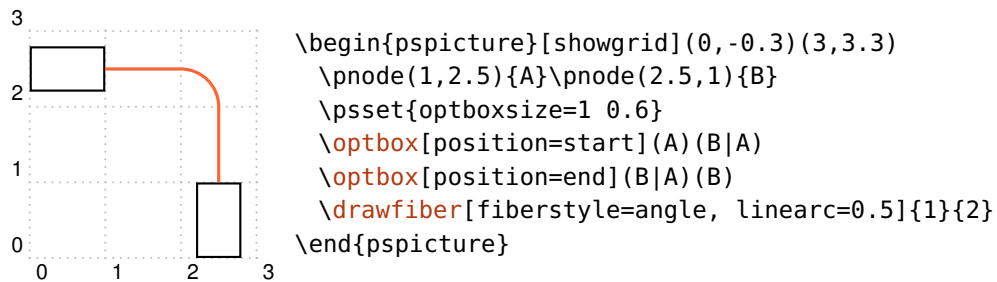 3
2
1
0
0 1 2 3
\begin{pspicture}[showgrid](0,-0.3)(3,3.3)
  \pnode(1,2.5){A}\pnode(2.5,1){B}
  \psset{optboxsize=1 0.6}
  \optbox[position=start](A)(B|A)
  \optbox[position=end](B|A)(B)
  \drawfiber[fiberstyle=angle, linearc=0.5]{1}{2}
\end{pspicture}